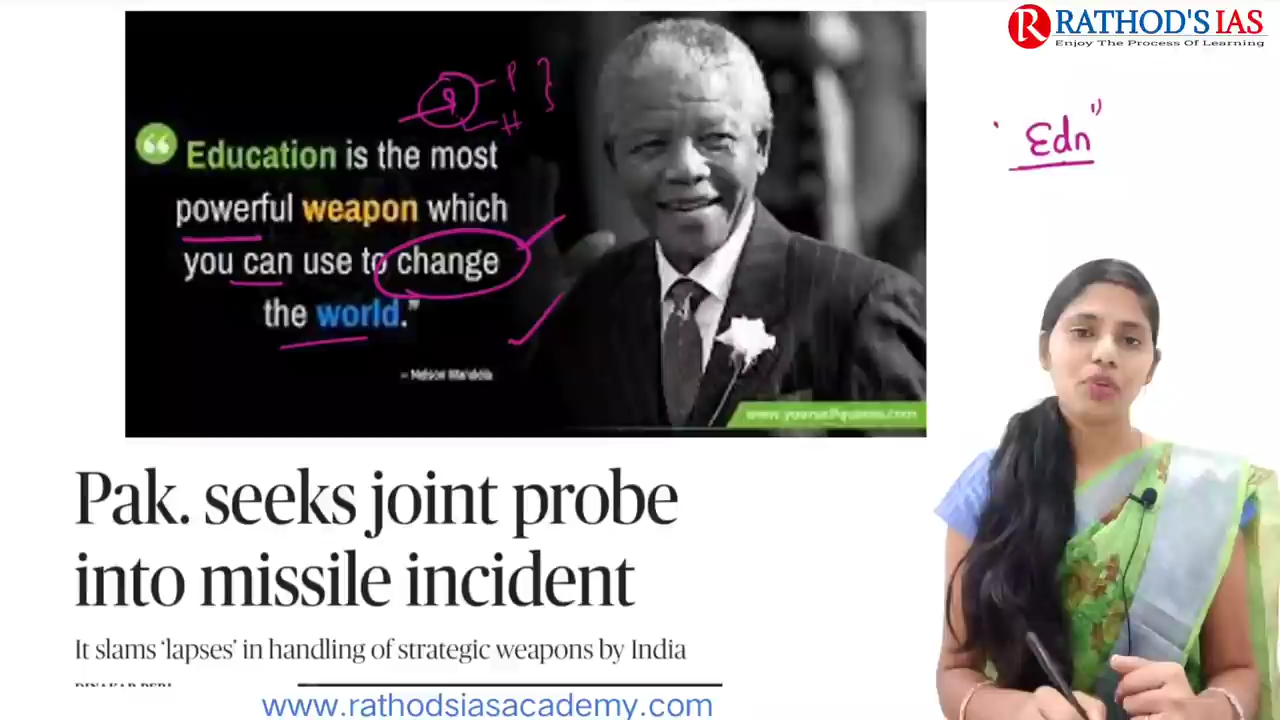 RATHOD'S IAS
Enjoy The Process Of Learning
P
H
"Edn"
“Education is the most
powerful weapon which
you can use to change
the world.”
– Nelson Mandela
Pak. seeks joint probe
into missile incident
It slams ‘lapses’ in handling of strategic weapons by India
www.rathodsiasacademy.com